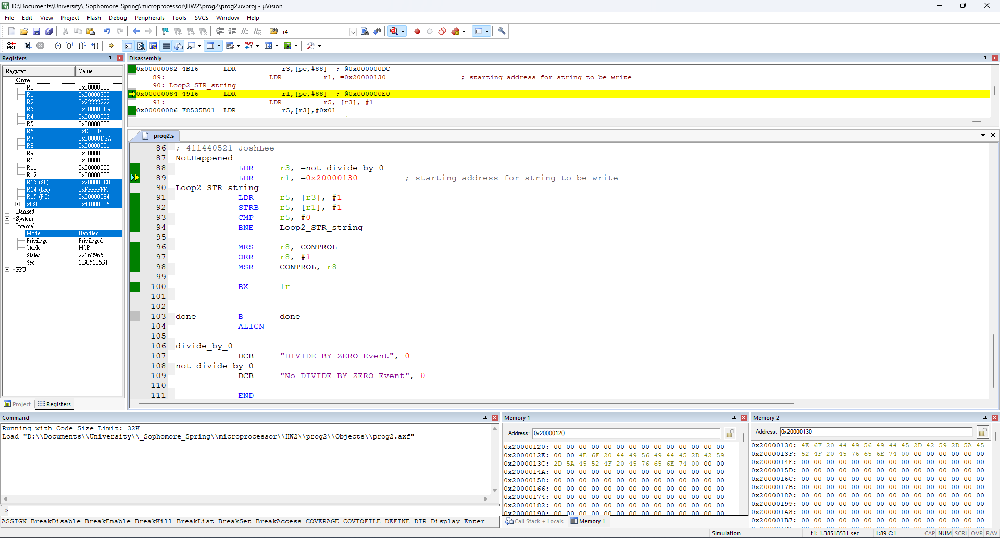 D:\Documents\University\_Sophomore_Spring\microprocessor\HW2\prog2\prog2.uvproj - µVision
File Edit View Project Flash Debug Peripherals Tools SVCS Window Help
r4
Registers
Register Value
Core
R0 0x00000000
R1 0x00000200
R2 0x22222222
R3 0x000000B9
R4 0x00000002
R5 0x00000000
R6 0xE000E000
R7 0x00000D2A
R8 0x00000001
R9 0x00000000
R10 0x00000000
R11 0x00000000
R12 0x00000000
R13 (SP) 0x200000E0
R14 (LR) 0xFFFFFFF9
R15 (PC) 0x00000084
xPSR 0x41000006
Banked
System
Internal
Mode Handler
Privilege Privileged
Stack MSP
States 22162965
Sec 1.38518531
FPU
Project Registers
Disassembly
0x00000082 4B16 LDR r3,[pc,#88] ; @0x000000DC
89: LDR r1, =0x20000130 ; starting address for string to be write
90: Loop2_STR_string
0x00000084 4916 LDR r1,[pc,#88] ; @0x000000E0
91: LDR r5, [r3], #1
0x00000086 F8535B01 LDR r5,[r3],#0x01
prog2.s
86 ; 411440521 JoshLee
87 NotHappened
88 LDR r3, =not_divide_by_0
89 LDR r1, =0x20000130 ; starting address for string to be write
90 Loop2_STR_string
91 LDR r5, [r3], #1
92 STRB r5, [r1], #1
93 CMP r5, #0
94 BNE Loop2_STR_string
95
96 MRS r8, CONTROL
97 ORR r8, #1
98 MSR CONTROL, r8
99
100 BX lr
101
102
103 done B done
104 ALIGN
105
106 divide_by_0
107 DCB "DIVIDE-BY-ZERO Event", 0
108 not_divide_by_0
109 DCB "No DIVIDE-BY-ZERO Event", 0
110
111 END
Command
Running with Code Size Limit: 32K
Load "D:\\Documents\\University\\_Sophomore_Spring\\microprocessor\\HW2\\prog2\\Objects\\prog2.axf"
>
ASSIGN BreakDisable BreakEnable BreakKill BreakList BreakSet BreakAccess COVERAGE COVTOFILE DEFINE DIR Display Enter
Memory 1
Address: 0x20000120
0x20000120: 00 00 00 00 00 00 00 00 00 00 00 00 00 00
0x2000012E: 00 00 4E 6F 20 44 49 56 49 44 45 2D 42 59
0x2000013C: 2D 5A 45 52 4F 20 45 76 65 6E 74 00 00 00
0x2000014A: 00 00 00 00 00 00 00 00 00 00 00 00 00 00
0x20000158: 00 00 00 00 00 00 00 00 00 00 00 00 00 00
0x20000166: 00 00 00 00 00 00 00 00 00 00 00 00 00 00
0x20000174: 00 00 00 00 00 00 00 00 00 00 00 00 00 00
0x20000182: 00 00 00 00 00 00 00 00 00 00 00 00 00 00
0x20000190: 00 00 00 00 00 00 00 00 00 00 00 00 00 00
Call Stack + Locals Memory 1
Memory 2
Address: 0x20000130
0x20000130: 4E 6F 20 44 49 56 49 44 45 2D 42 59 2D 5A 45
0x2000013F: 52 4F 20 45 76 65 6E 74 00 00 00 00 00 00 00
0x2000014E: 00 00 00 00 00 00 00 00 00 00 00 00 00 00 00
0x2000015D: 00 00 00 00 00 00 00 00 00 00 00 00 00 00 00
0x2000016C: 00 00 00 00 00 00 00 00 00 00 00 00 00 00 00
0x2000017B: 00 00 00 00 00 00 00 00 00 00 00 00 00 00 00
0x2000018A: 00 00 00 00 00 00 00 00 00 00 00 00 00 00 00
0x20000199: 00 00 00 00 00 00 00 00 00 00 00 00 00 00 00
0x200001A8: 00 00 00 00 00 00 00 00 00 00 00 00 00 00 00
0x200001B7: 00 00 00 00 00 00 00 00 00 00 00 00 00 00 00
Simulation t1: 1.38518531 sec L:89 C:1 CAP NUM SCRL OVR R/W